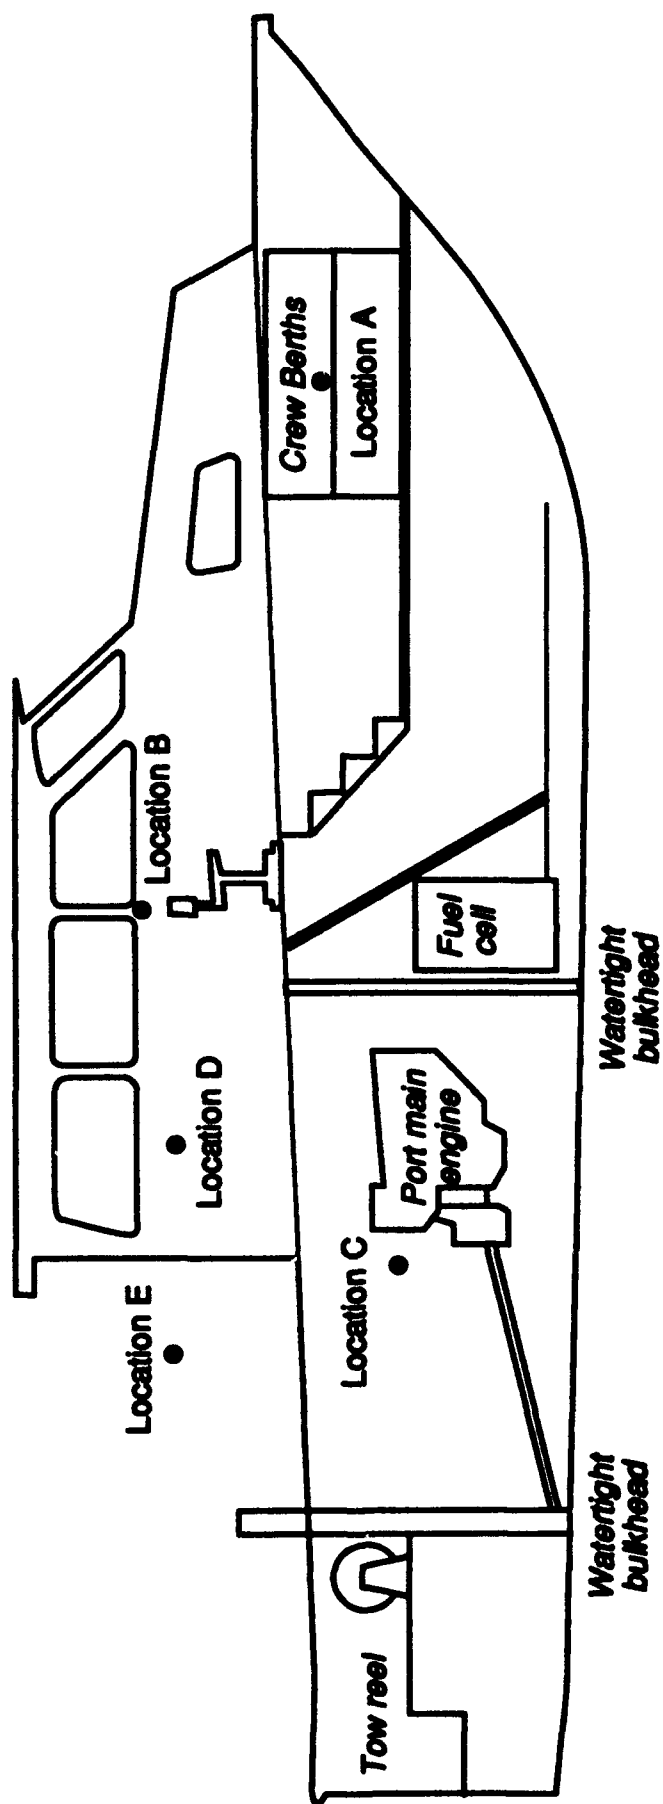 Crew Berths
Location A
Location B
Fuel
cell
Watertight
bulkhead
Location D
Port main
engine
Location C
Location E
Watertight
bulkhead
Tow reel